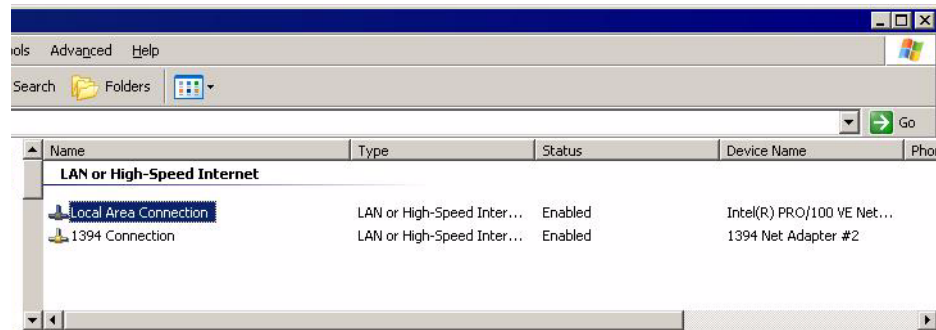 ols Advanced Help
Search Folders
Go
Name Type Status Device Name Pho
LAN or High-Speed Internet
Local Area Connection LAN or High-Speed Inter... Enabled Intel(R) PRO/100 VE Net...
1394 Connection LAN or High-Speed Inter... Enabled 1394 Net Adapter #2